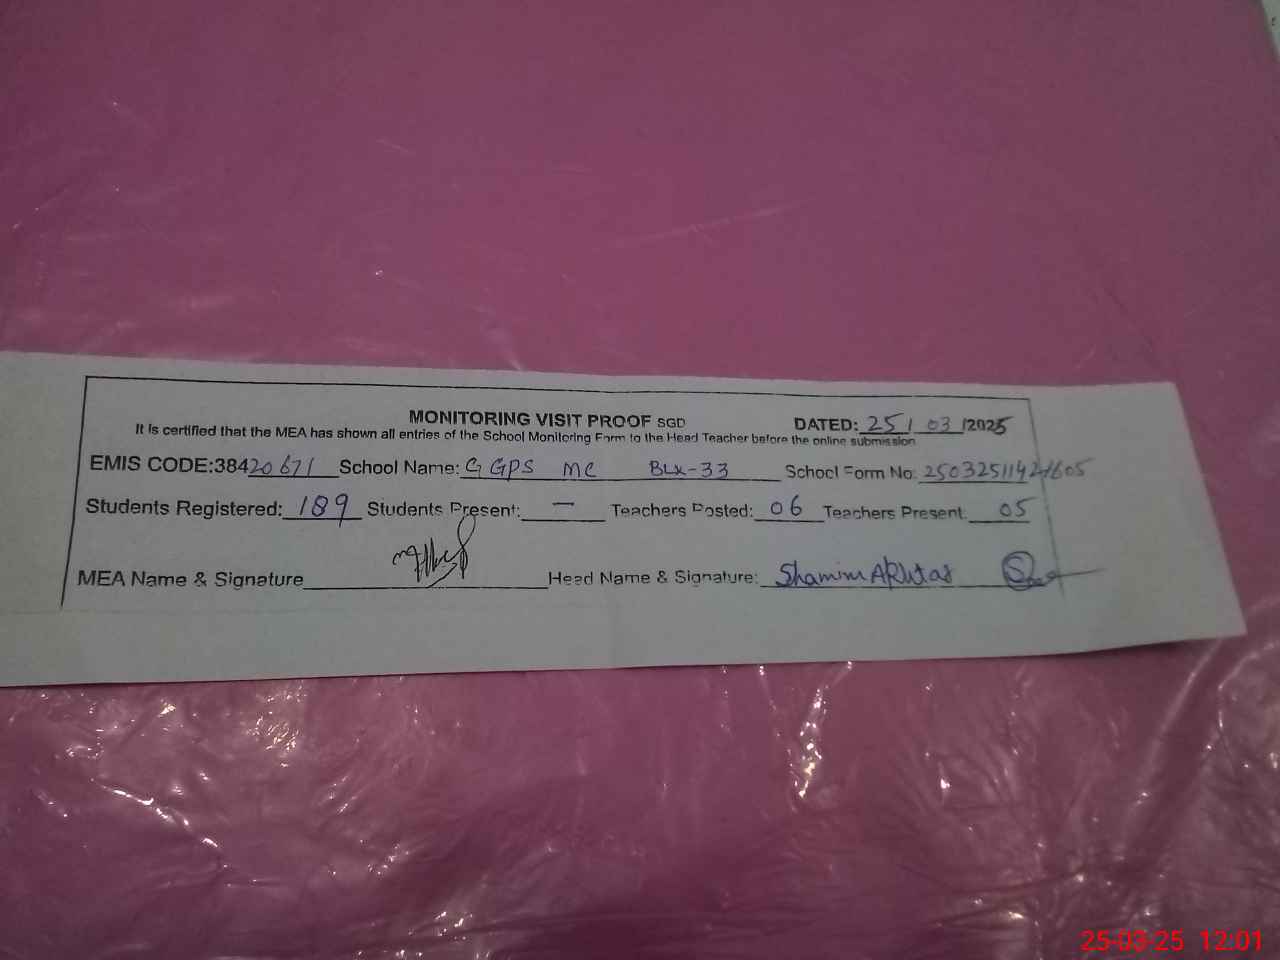 MONITORING VISIT PROOF SGD DATED: 25/03/2025
It is certified that the MEA has shown all entries of the School Monitoring Form to the Head Teacher before the online submission
EMIS CODE:38420671 School Name: GGPS MC BLK-33 School Form No: 
Students Registered: 189 Students Present: — Teachers Posted: 06 Teachers Present: 05
MEA Name & Signature Head Name & Signature: Shamim Akhtar
25-03-25 12:01